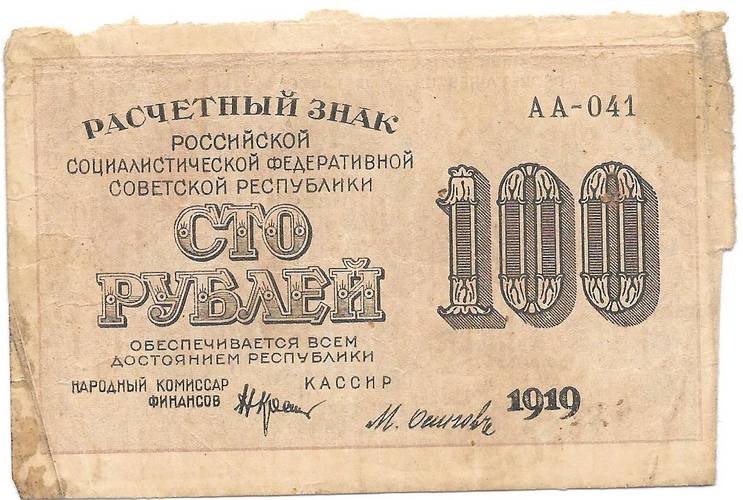 РАСЧЕТНЫЙ ЗНАК
АА-041
РОССИЙСКОЙ
СОЦИАЛИСТИЧЕСКОЙ ФЕДЕРАТИВНОЙ
СОВЕТСКОЙ РЕСПУБЛИКИ
СТО
РУБЛЕЙ
100
ОБЕСПЕЧИВАЕТСЯ ВСЕМ
ДОСТОЯНИЕМ РЕСПУБЛИКИ
НАРОДНЫЙ КОМИССАР
ФИНАНСОВ
КАССИР
М. Осиповъ
1919